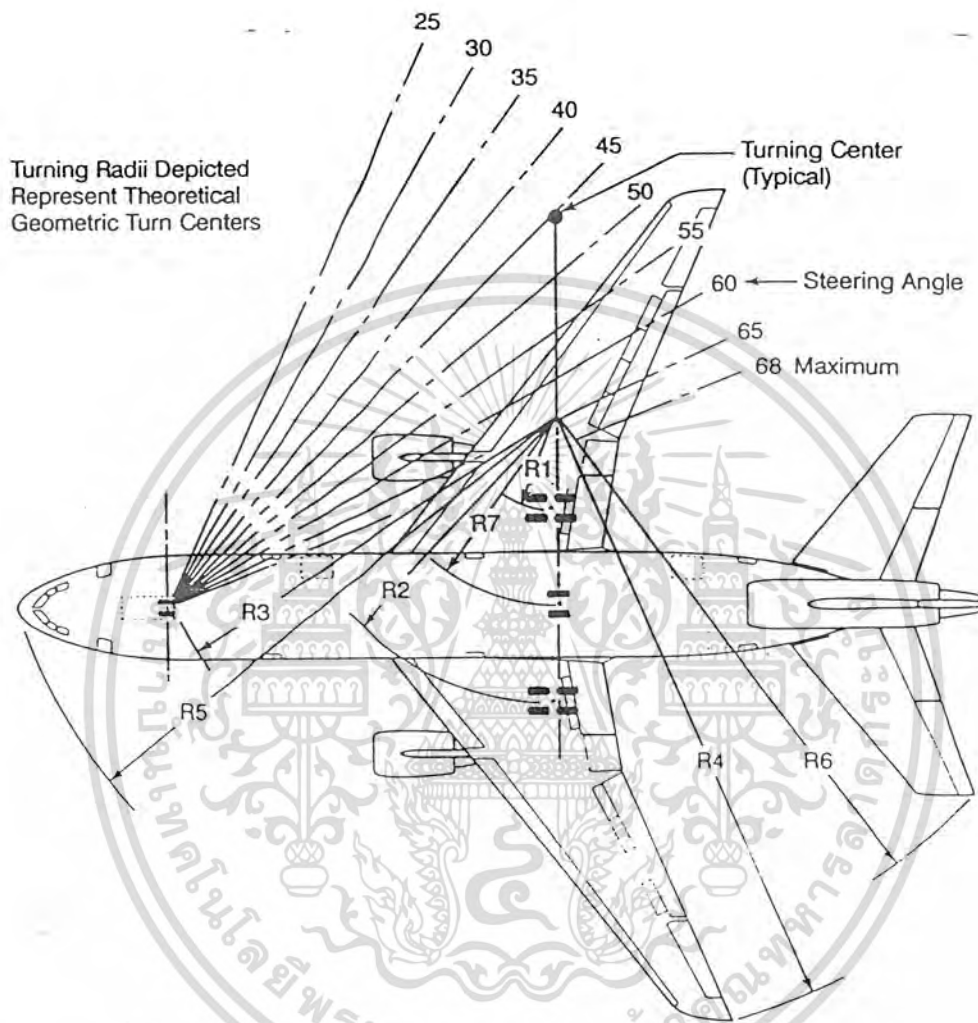 25
30
35
40
45
50
55
60
Steering Angle
65
68 Maximum
Turning Radii Depicted
Represent Theoretical
Geometric Turn Centers
Turning Center
(Typical)
R1
R7
R2
R3
R5
R4
R6